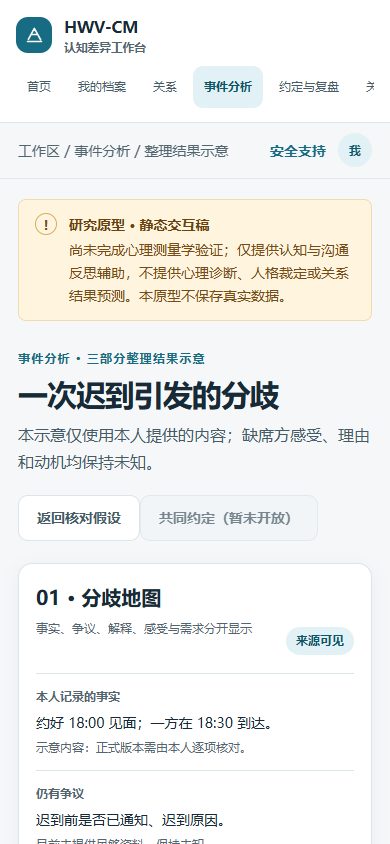 HWV-CM
认知差异工作台
首页 我的档案 关系 事件分析 约定与复盘
工作区 / 事件分析 / 整理结果示意 安全支持 我
! 研究原型 • 静态交互稿
尚未完成心理测量学验证；仅提供认知与沟通
反思辅助，不提供心理诊断、人格裁定或关系
结果预测。本原型不保存真实数据。
事件分析 • 三部分整理结果示意
一次迟到引发的分歧
本示意仅使用本人提供的内容；缺席方感受、理由
和动机均保持未知。
返回核对假设 共同约定（暂未开放）
01 • 分歧地图
事实、争议、解释、感受与需求分开显示
来源可见
本人记录的事实
约好 18:00 见面；一方在 18:30 到达。
示意内容：正式版本需由本人逐项核对。
仍有争议
迟到前是否已通知、迟到原因。